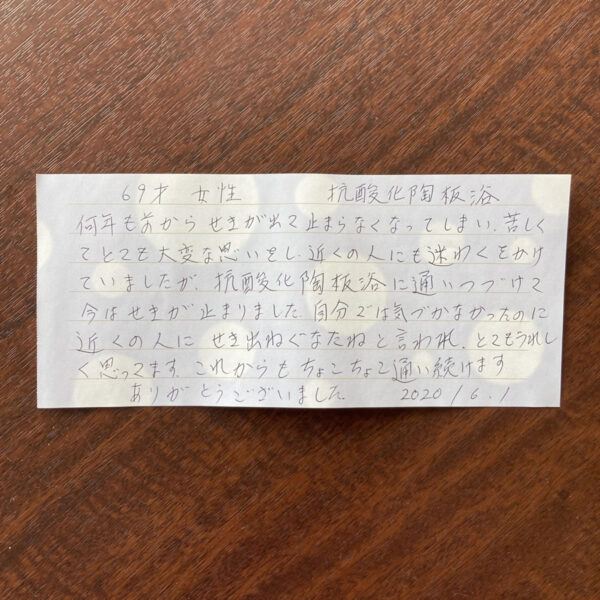 69才 女性 抗酸化陶板浴
何年も前からせきが出て止まらなくなってしまい、苦しく
てとても大変な思いをし、近くの人にも迷わくをかけ
ていましたが、抗酸化陶板浴に通いつづけて
今はせきが止まりました。自分では気づかなかったのに
近くの人に せき出ねぐなたねと言われ、とてもうれし
く思ってます。これからもちょこちょこ通い続けます
ありがとうございました。 2020/6.1